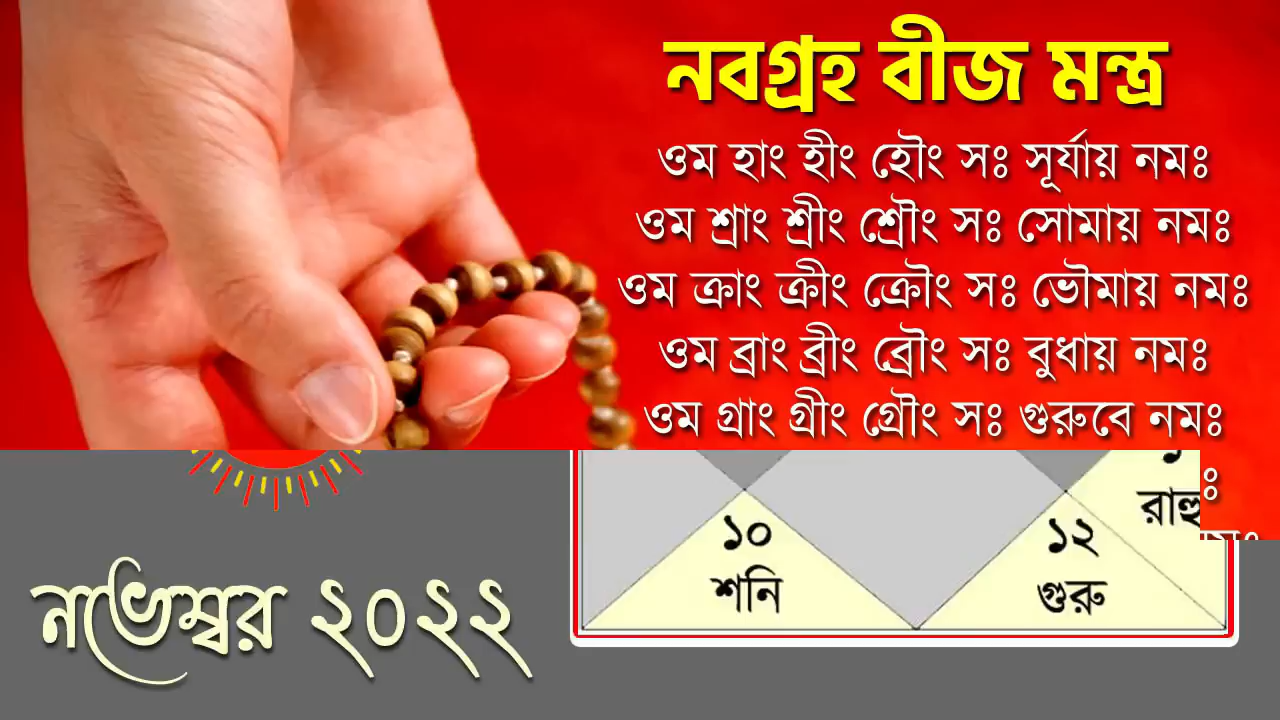 নবগ্রহ বীজ মন্ত্র
ওম হাং হীং হৌং সঃ সূর্যায় নমঃ
ওম শ্রাং শ্রীং শ্রৌং সঃ সোমায় নমঃ
ওম ক্রাং ক্রীং ক্রৌং সঃ ভৌমায় নমঃ
ওম ব্রাং ব্রীং ব্রৌং সঃ বুধায় নমঃ
ওম গ্রাং গ্রীং গ্রৌং সঃ গুরুবে নমঃ
রাহু
১০
শনি
১২
গুরু
নভেম্বর ২০২২